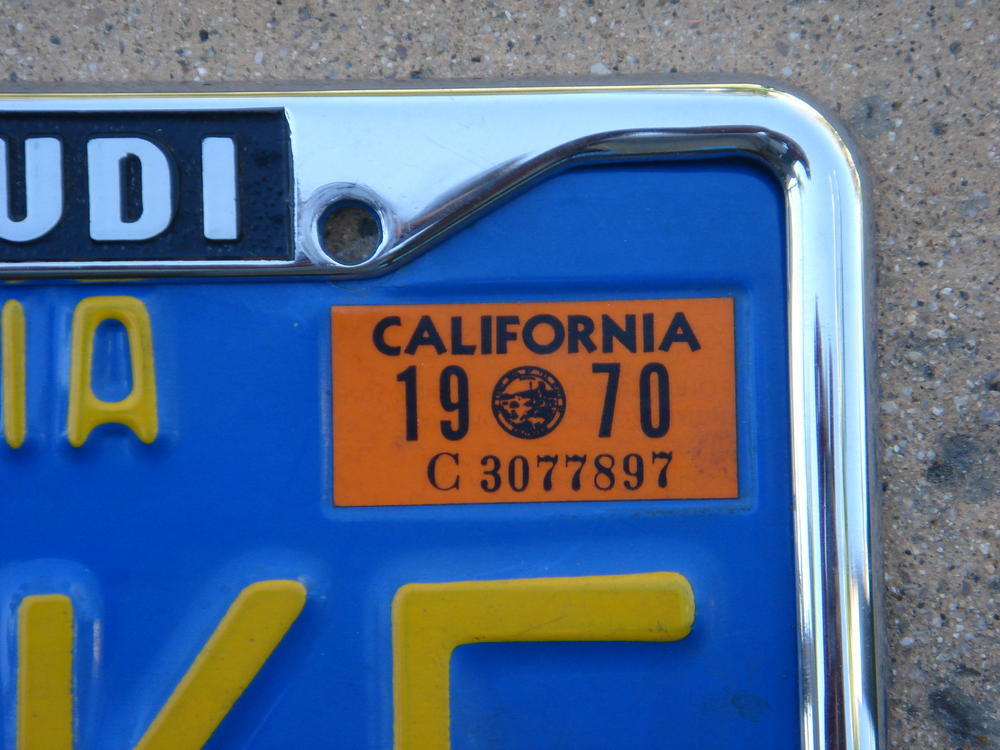 UDI
IA
CALIFORNIA
19 70
C 3077897
K